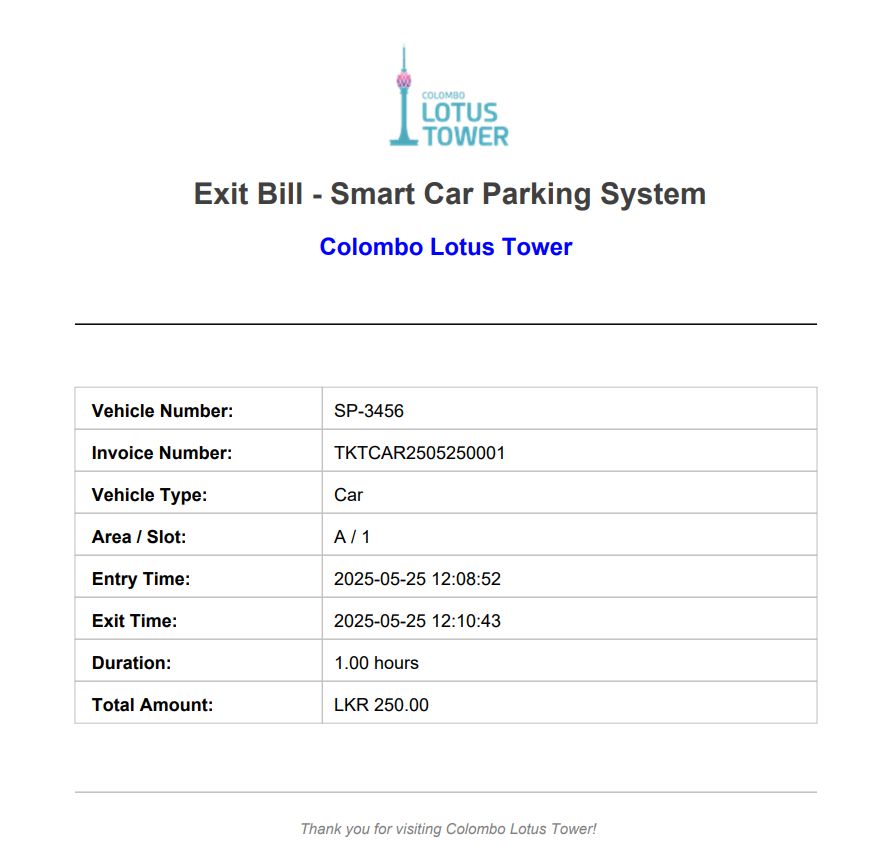 COLOMBO
LOTUS
TOWER
Exit Bill - Smart Car Parking System
Colombo Lotus Tower
Vehicle Number: SP-3456
Invoice Number: TKTCAR2505250001
Vehicle Type: Car
Area / Slot: A / 1
Entry Time: 2025-05-25 12:08:52
Exit Time: 2025-05-25 12:10:43
Duration: 1.00 hours
Total Amount: LKR 250.00
Thank you for visiting Colombo Lotus Tower!